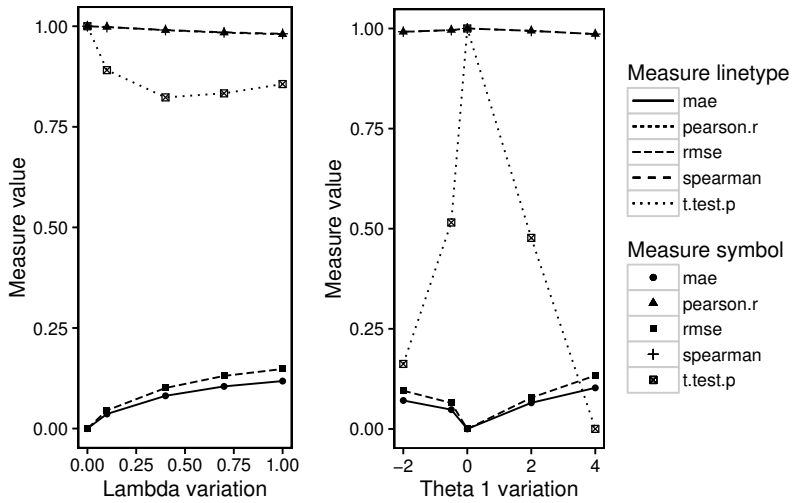 Measure value
1.00
0.75
0.50
0.25
0.00
0.00 0.25 0.50 0.75 1.00
Lambda variation
Measure value
1.00
0.75
0.50
0.25
0.00
−2 0 2 4
Theta 1 variation
Measure linetype
mae
pearson.r
rmse
spearman
t.test.p
Measure symbol
mae
pearson.r
rmse
spearman
t.test.p